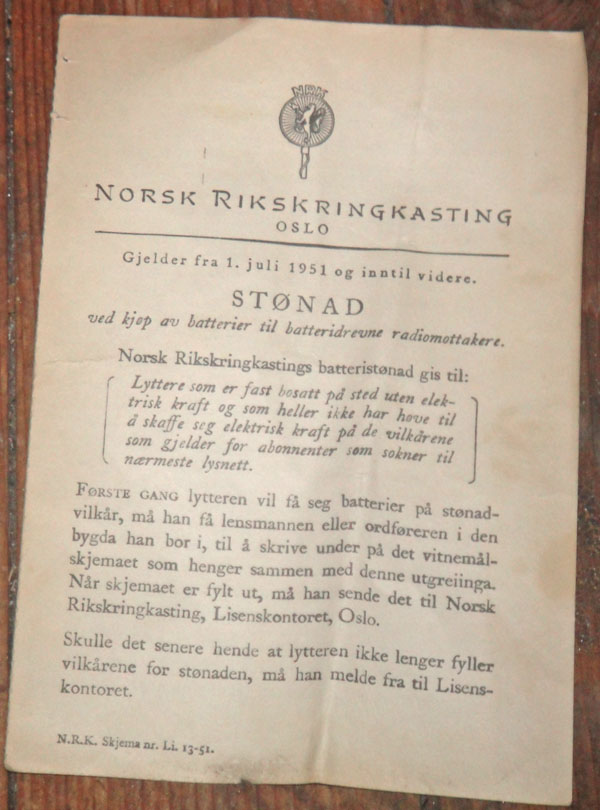 NRK
NORSK RIKSKRINGKASTING
OSLO
Gjelder fra 1. juli 1951 og inntil videre.
STØNAD
ved kjøp av batterier til batteridrevne radiomottakere.
Norsk Rikskringkastings batteristønad gis til:
Lyttere som er fast bosatt på sted uten elek-
trisk kraft og som heller ikke har høve til
å skaffe seg elektrisk kraft på de vilkårene
som gjelder for abonnenter som sokner til
nærmeste lysnett.
FØRSTE GANG lytteren vil få seg batterier på stønad-
vilkår, må han få lensmannen eller ordføreren i den
bygda han bor i, til å skrive under på det vitnemål-
skjemaet som henger sammen med denne utgreiinga.
Når skjemaet er fylt ut, må han sende det til Norsk
Rikskringkasting, Lisenskontoret, Oslo.
Skulle det senere hende at lytteren ikke lenger fyller
vilkårene for stønaden, må han melde fra til Lisens-
kontoret.
N.R.K. Skjema nr. Li. 13-51.